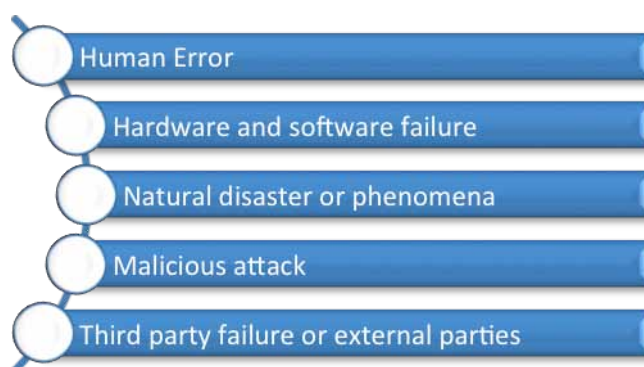 Human Error
Hardware and software failure
Natural disaster or phenomena
Malicious attack
Third party failure or external parties